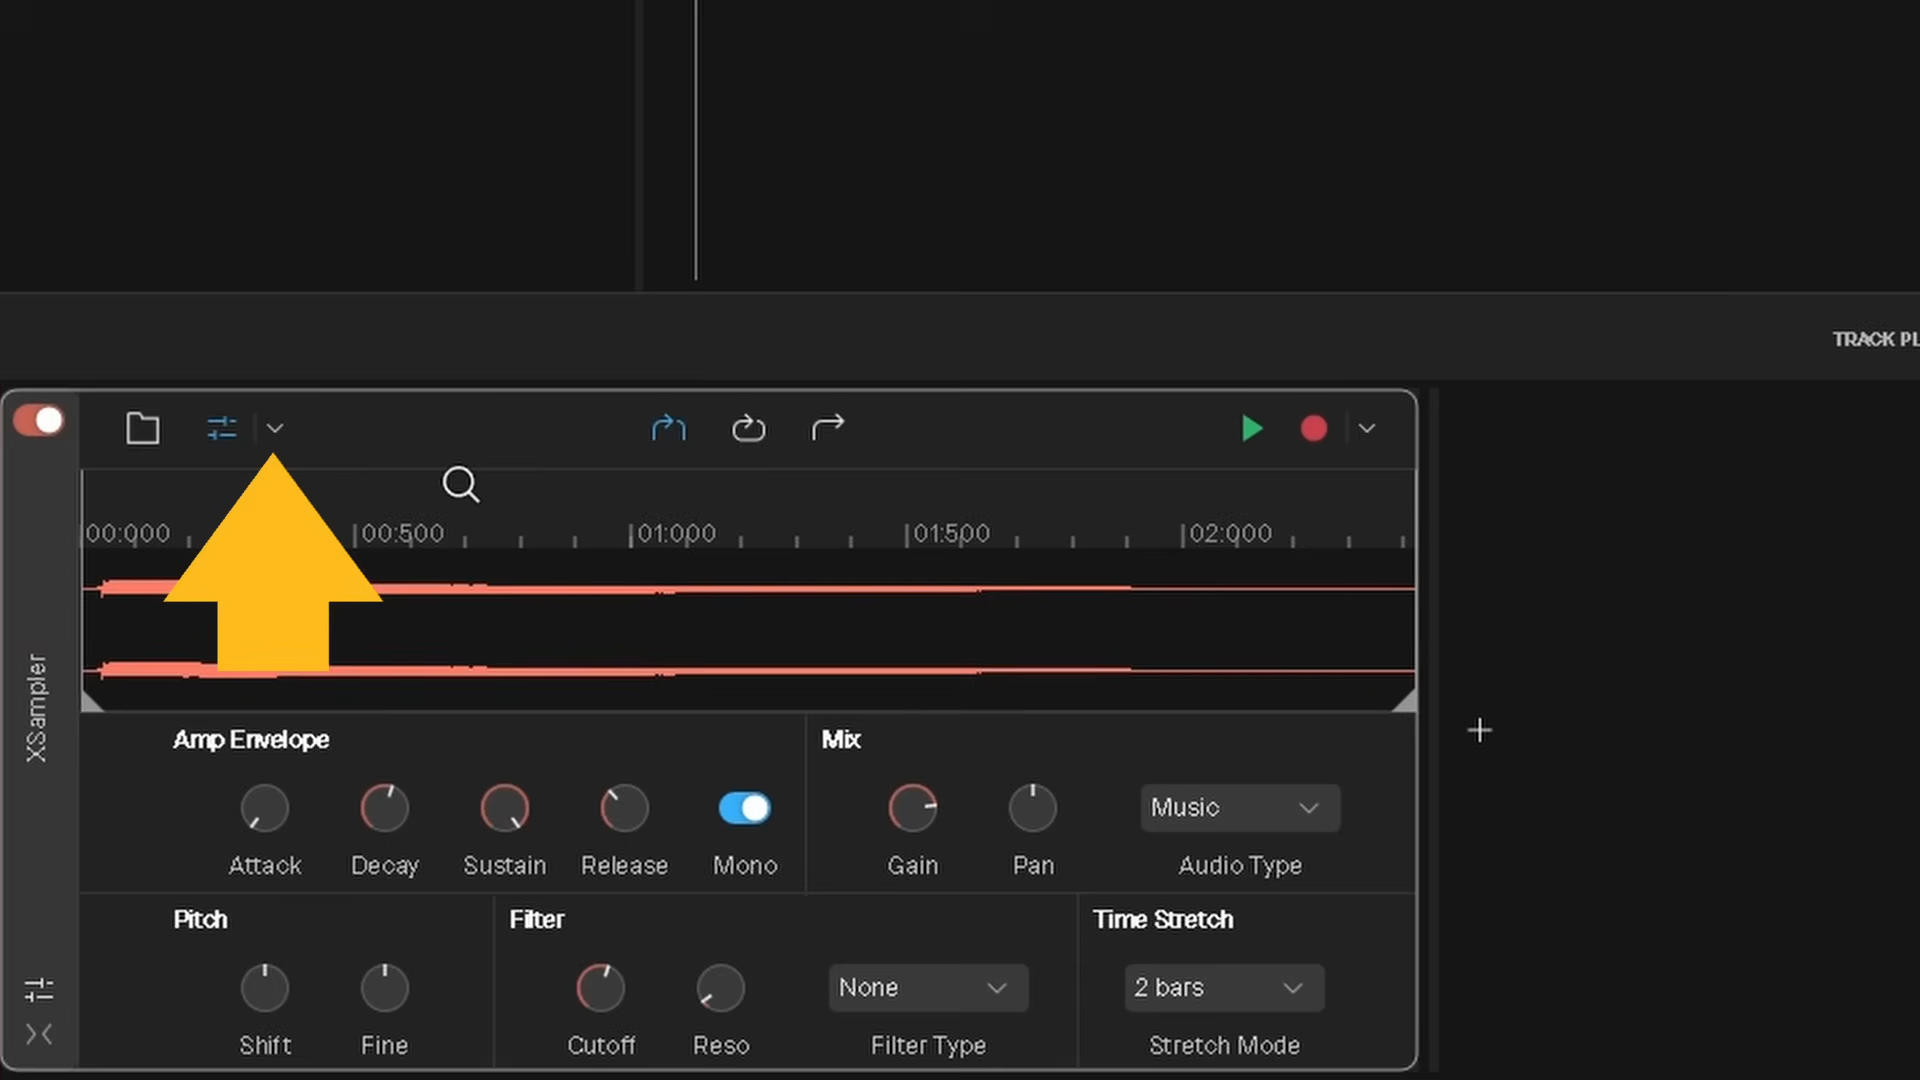 TRACK PL
00:000 00:500 01:000 01:500 02:000
XSampler
Amp Envelope
Mix
Music
Attack Decay Sustain Release Mono
Gain Pan Audio Type
Pitch
Filter
Time Stretch
None
2 bars
Shift Fine
Cutoff Reso Filter Type
Stretch Mode